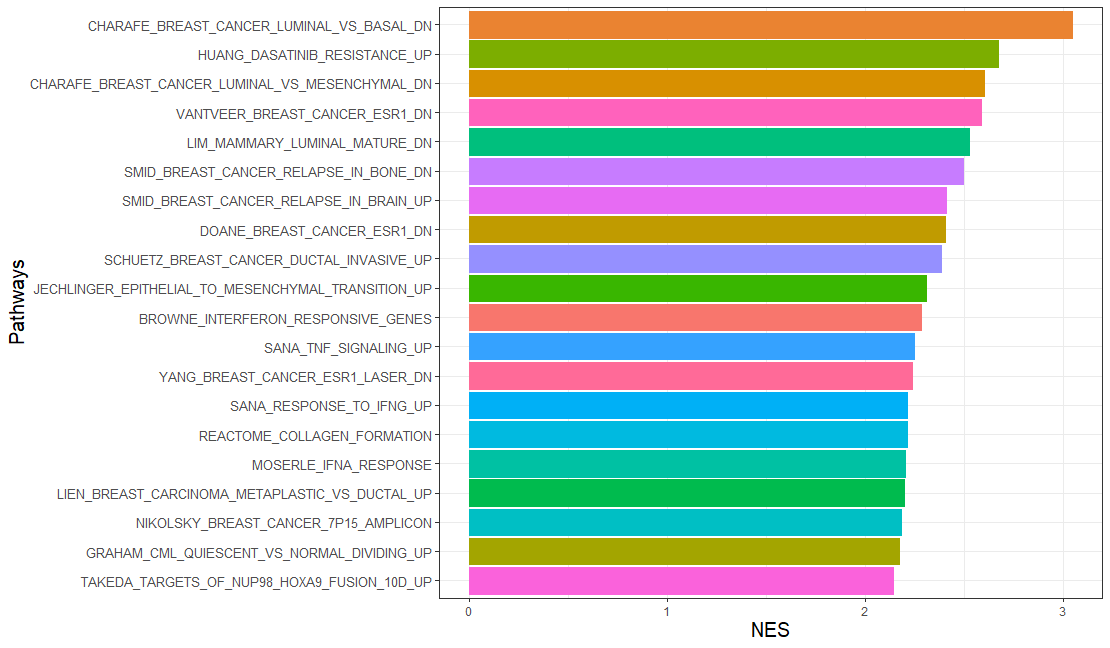 CHARAFE_BREAST_CANCER_LUMINAL_VS_BASAL_DN
HUANG_DASATINIB_RESISTANCE_UP
CHARAFE_BREAST_CANCER_LUMINAL_VS_MESENCHYMAL_DN
VANTVEER_BREAST_CANCER_ESR1_DN
LIM_MAMMARY_LUMINAL_MATURE_DN
SMID_BREAST_CANCER_RELAPSE_IN_BONE_DN
SMID_BREAST_CANCER_RELAPSE_IN_BRAIN_UP
DOANE_BREAST_CANCER_ESR1_DN
SCHUETZ_BREAST_CANCER_DUCTAL_INVASIVE_UP
JECHLINGER_EPITHELIAL_TO_MESENCHYMAL_TRANSITION_UP
BROWNE_INTERFERON_RESPONSIVE_GENES
SANA_TNF_SIGNALING_UP
YANG_BREAST_CANCER_ESR1_LASER_DN
SANA_RESPONSE_TO_IFNG_UP
REACTOME_COLLAGEN_FORMATION
MOSERLE_IFNA_RESPONSE
LIEN_BREAST_CARCINOMA_METAPLASTIC_VS_DUCTAL_UP
NIKOLSKY_BREAST_CANCER_7P15_AMPLICON
GRAHAM_CML_QUIESCENT_VS_NORMAL_DIVIDING_UP
TAKEDA_TARGETS_OF_NUP98_HOXA9_FUSION_10D_UP
Pathways
0 1 2 3
NES